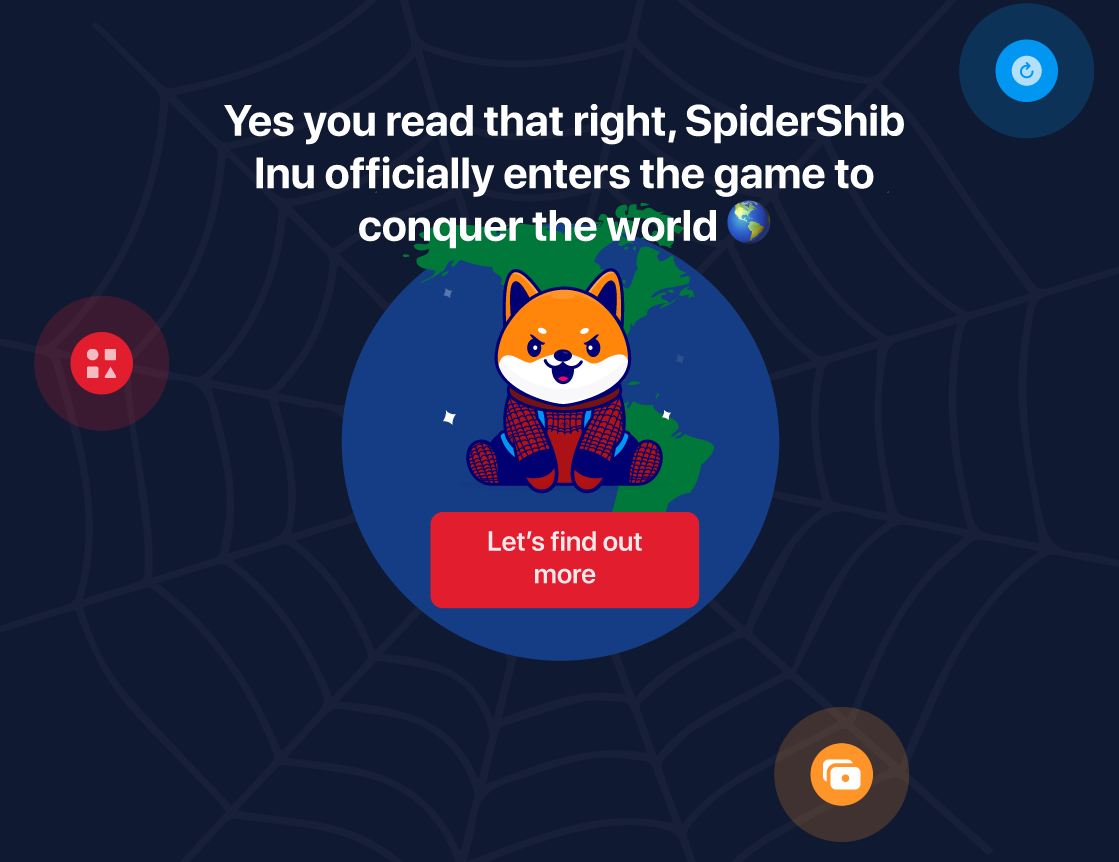 Yes you read that right, SpiderShib
Inu officially enters the game to
conquer the world 🌎
Let's find out
more